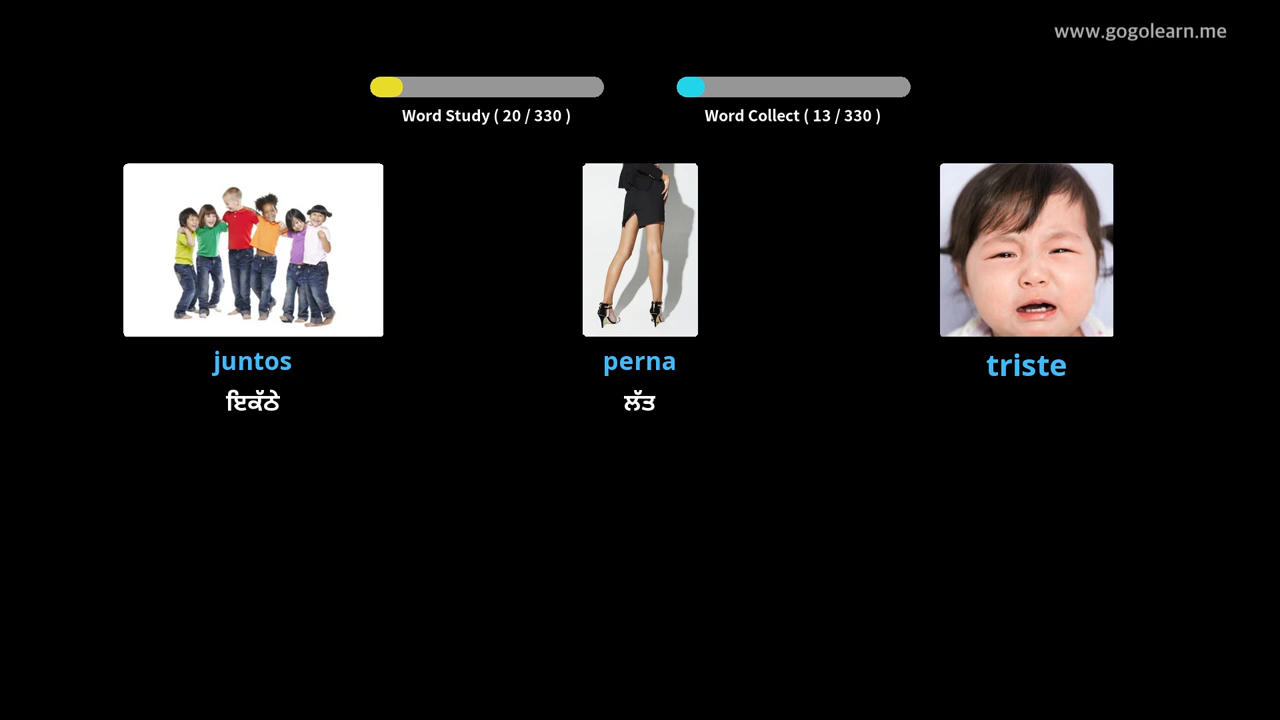 www.gogolearn.me
Word Study ( 20 / 330 )
Word Collect ( 13 / 330 )
juntos
perna
triste
ਇਕੱਠੇ
ਲੱਤ